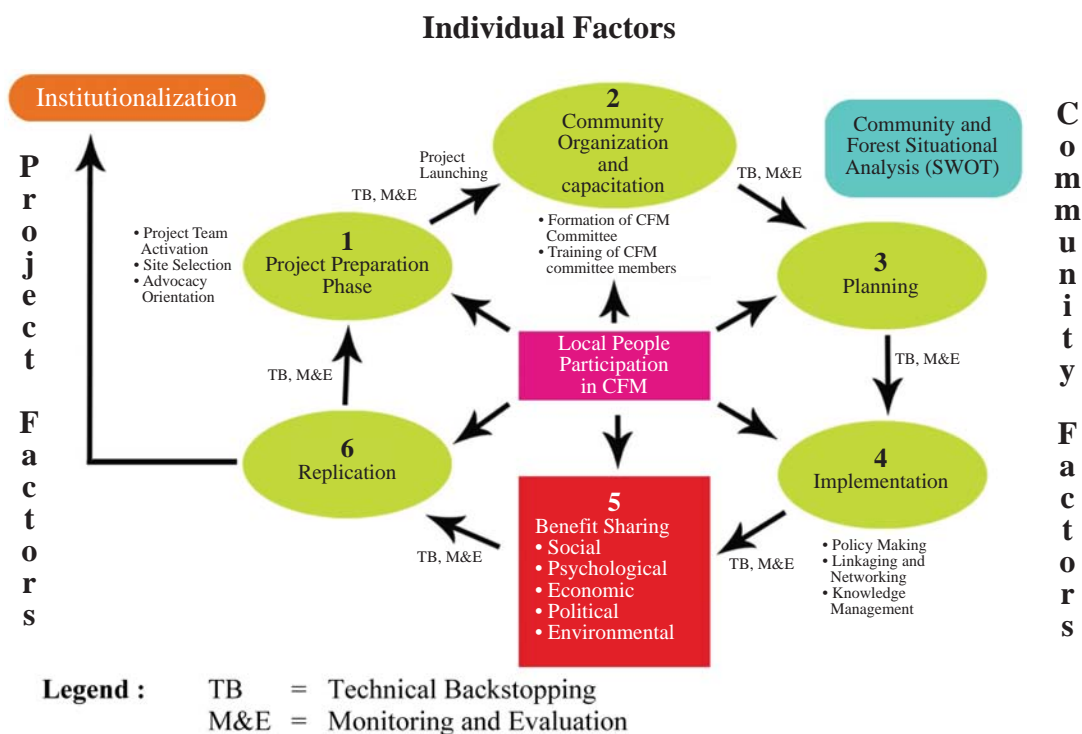 Individual Factors
Institutionalization
2
Community
Organization
and
capacitation
Community and
Forest Situational
Analysis (SWOT)
Project
Launching
TB, M&E
TB, M&E
• Formation of CFM
Committee
• Training of CFM
committee members
• Project Team
Activation
• Site Selection
• Advocacy
Orientation
1
Project Preparation
Phase
3
Planning
Local People
Participation
in CFM
TB, M&E
TB, M&E
6
Replication
4
Implementation
5
Benefit Sharing
• Social
• Psychological
• Economic
• Political
• Environmental
TB, M&E
TB, M&E
• Policy Making
• Linkaging and
Networking
• Knowledge
Management
Project Factors
Community Factors
Legend :
TB = Technical Backstopping
M&E = Monitoring and Evaluation